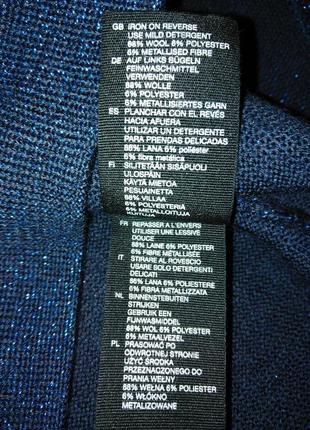 GB IRON ON REVERSE
USE MILD DETERGENT
88% WOOL 6% POLYESTER
6% METALLISED FIBRE
DE AUF LINKS BÜGELN
FEINWASCHMITTEL
VERWENDEN
88% WOLLE
6% POLYESTER
6% METALLISIERTES GARN
ES PLANCHAR CON EL REVÉS
HACIA AFUERA
UTILIZAR UN DETERGENTE
PARA PRENDAS DELICADAS
88% LANA 6% poliéster
6% fibra metálica
FI SILITETÄÄN SISÄPUOLI
ULOSPÄIN
KÄYTÄ MIETOA
PESUAINETTA
88% VILLAA
6% POLYESTERIÄ
6% METALLOITUJA
FR REPASSER A L'ENVERS
UTILISER UNE LESSIVE
DOUCE
88% LAINE 6% POLYESTER
6% FIBRE MÉTALLISÉE
IT STIRARE AL ROVESCIO
USARE SOLO DETERGENTI
DELICATI
88% LANA 6% POLIESTERE
6% FIBRA METALLIZZATA
NL BINNENSTEBUITEN
STRIJKEN
GEBRUIK EEN
FIJNWASMIDDEL
88% WOL 6% POLYESTER
6% METAALVEZEL
PL PRASOWAĆ PO
ODWROTNEJ STRONIE
UŻYĆ ŚRODKA
PRZEZNACZONEGO DO
PRANIA WEŁNY
88% WEŁNA 6% POLIESTER
6% WŁÓKNO
METALIZOWANE